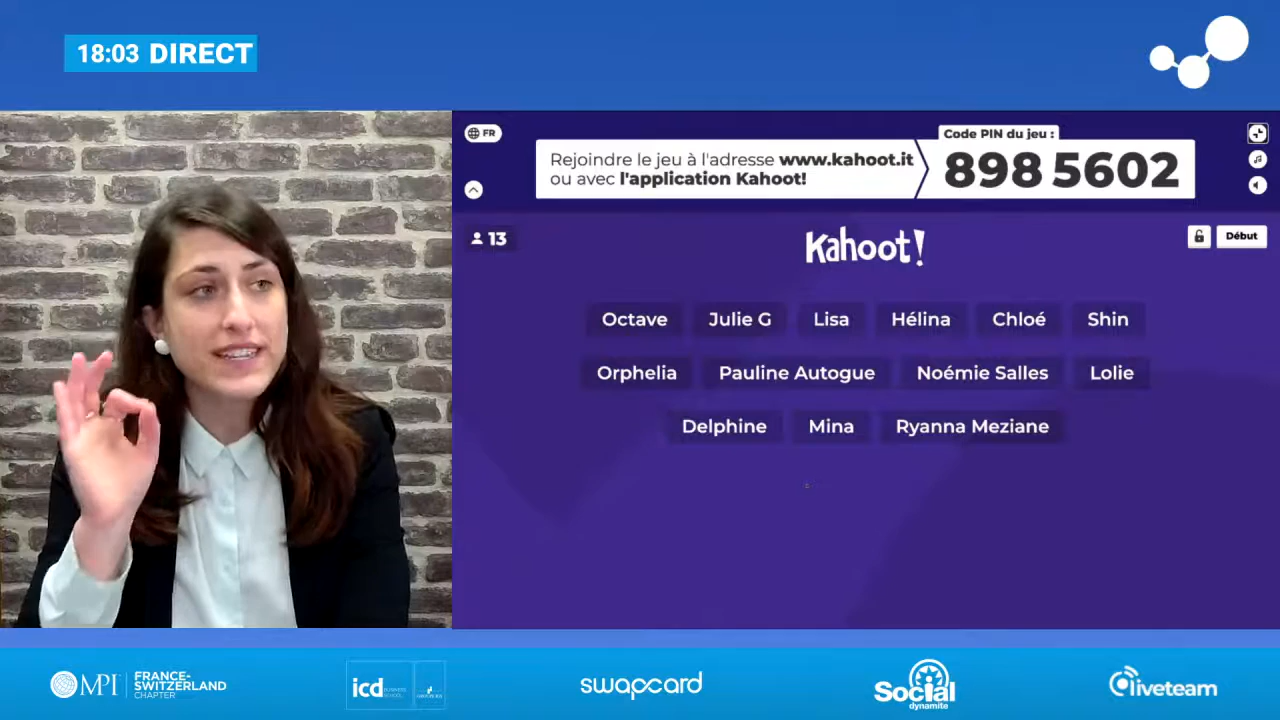 18:03 DIRECT
FR
Code PIN du jeu :
Rejoindre le jeu à l'adresse www.kahoot.it
ou avec l'application Kahoot!
898 5602
13
Kahoot!
Début
Octave
Julie G
Lisa
Hélina
Chloé
Shin
Orphelia
Pauline Autogue
Noémie Salles
Lolie
Delphine
Mina
Ryanna Meziane
MPI
FRANCE-
SWITZERLAND
CHAPTER
icd
BUSINESS
SCHOOL
swapcard
Social
dynamite
liveteam